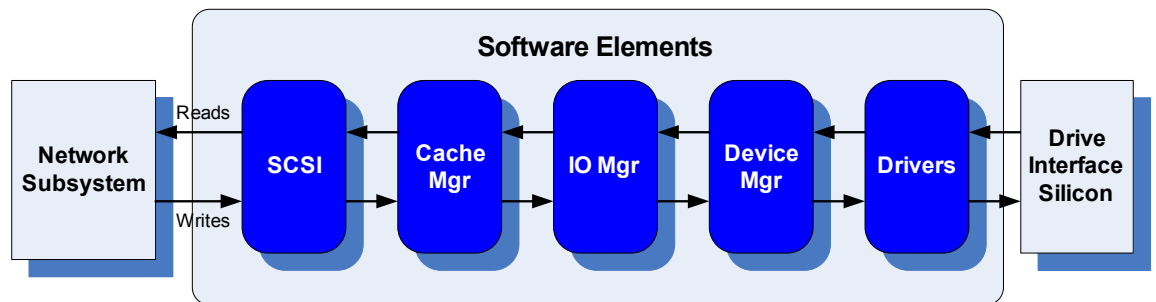 Software Elements
Reads
Network
Subsystem
Writes
SCSI
Cache
Mgr
IO Mgr
Device
Mgr
Drivers
Drive
Interface
Silicon